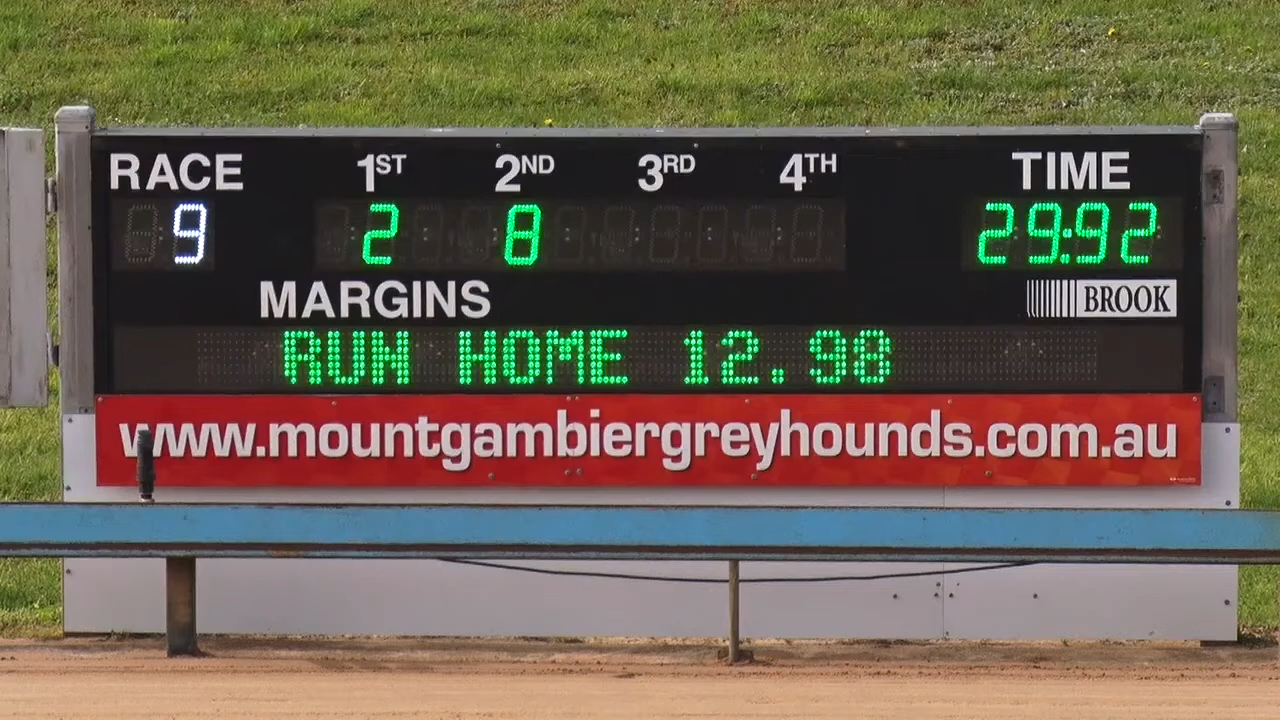 RACE 1ST 2ND 3RD 4TH TIME
9 2 8 29:92
MARGINS BROOK
RUN HOME 12.98
www.mountgambiergreyhounds.com.au